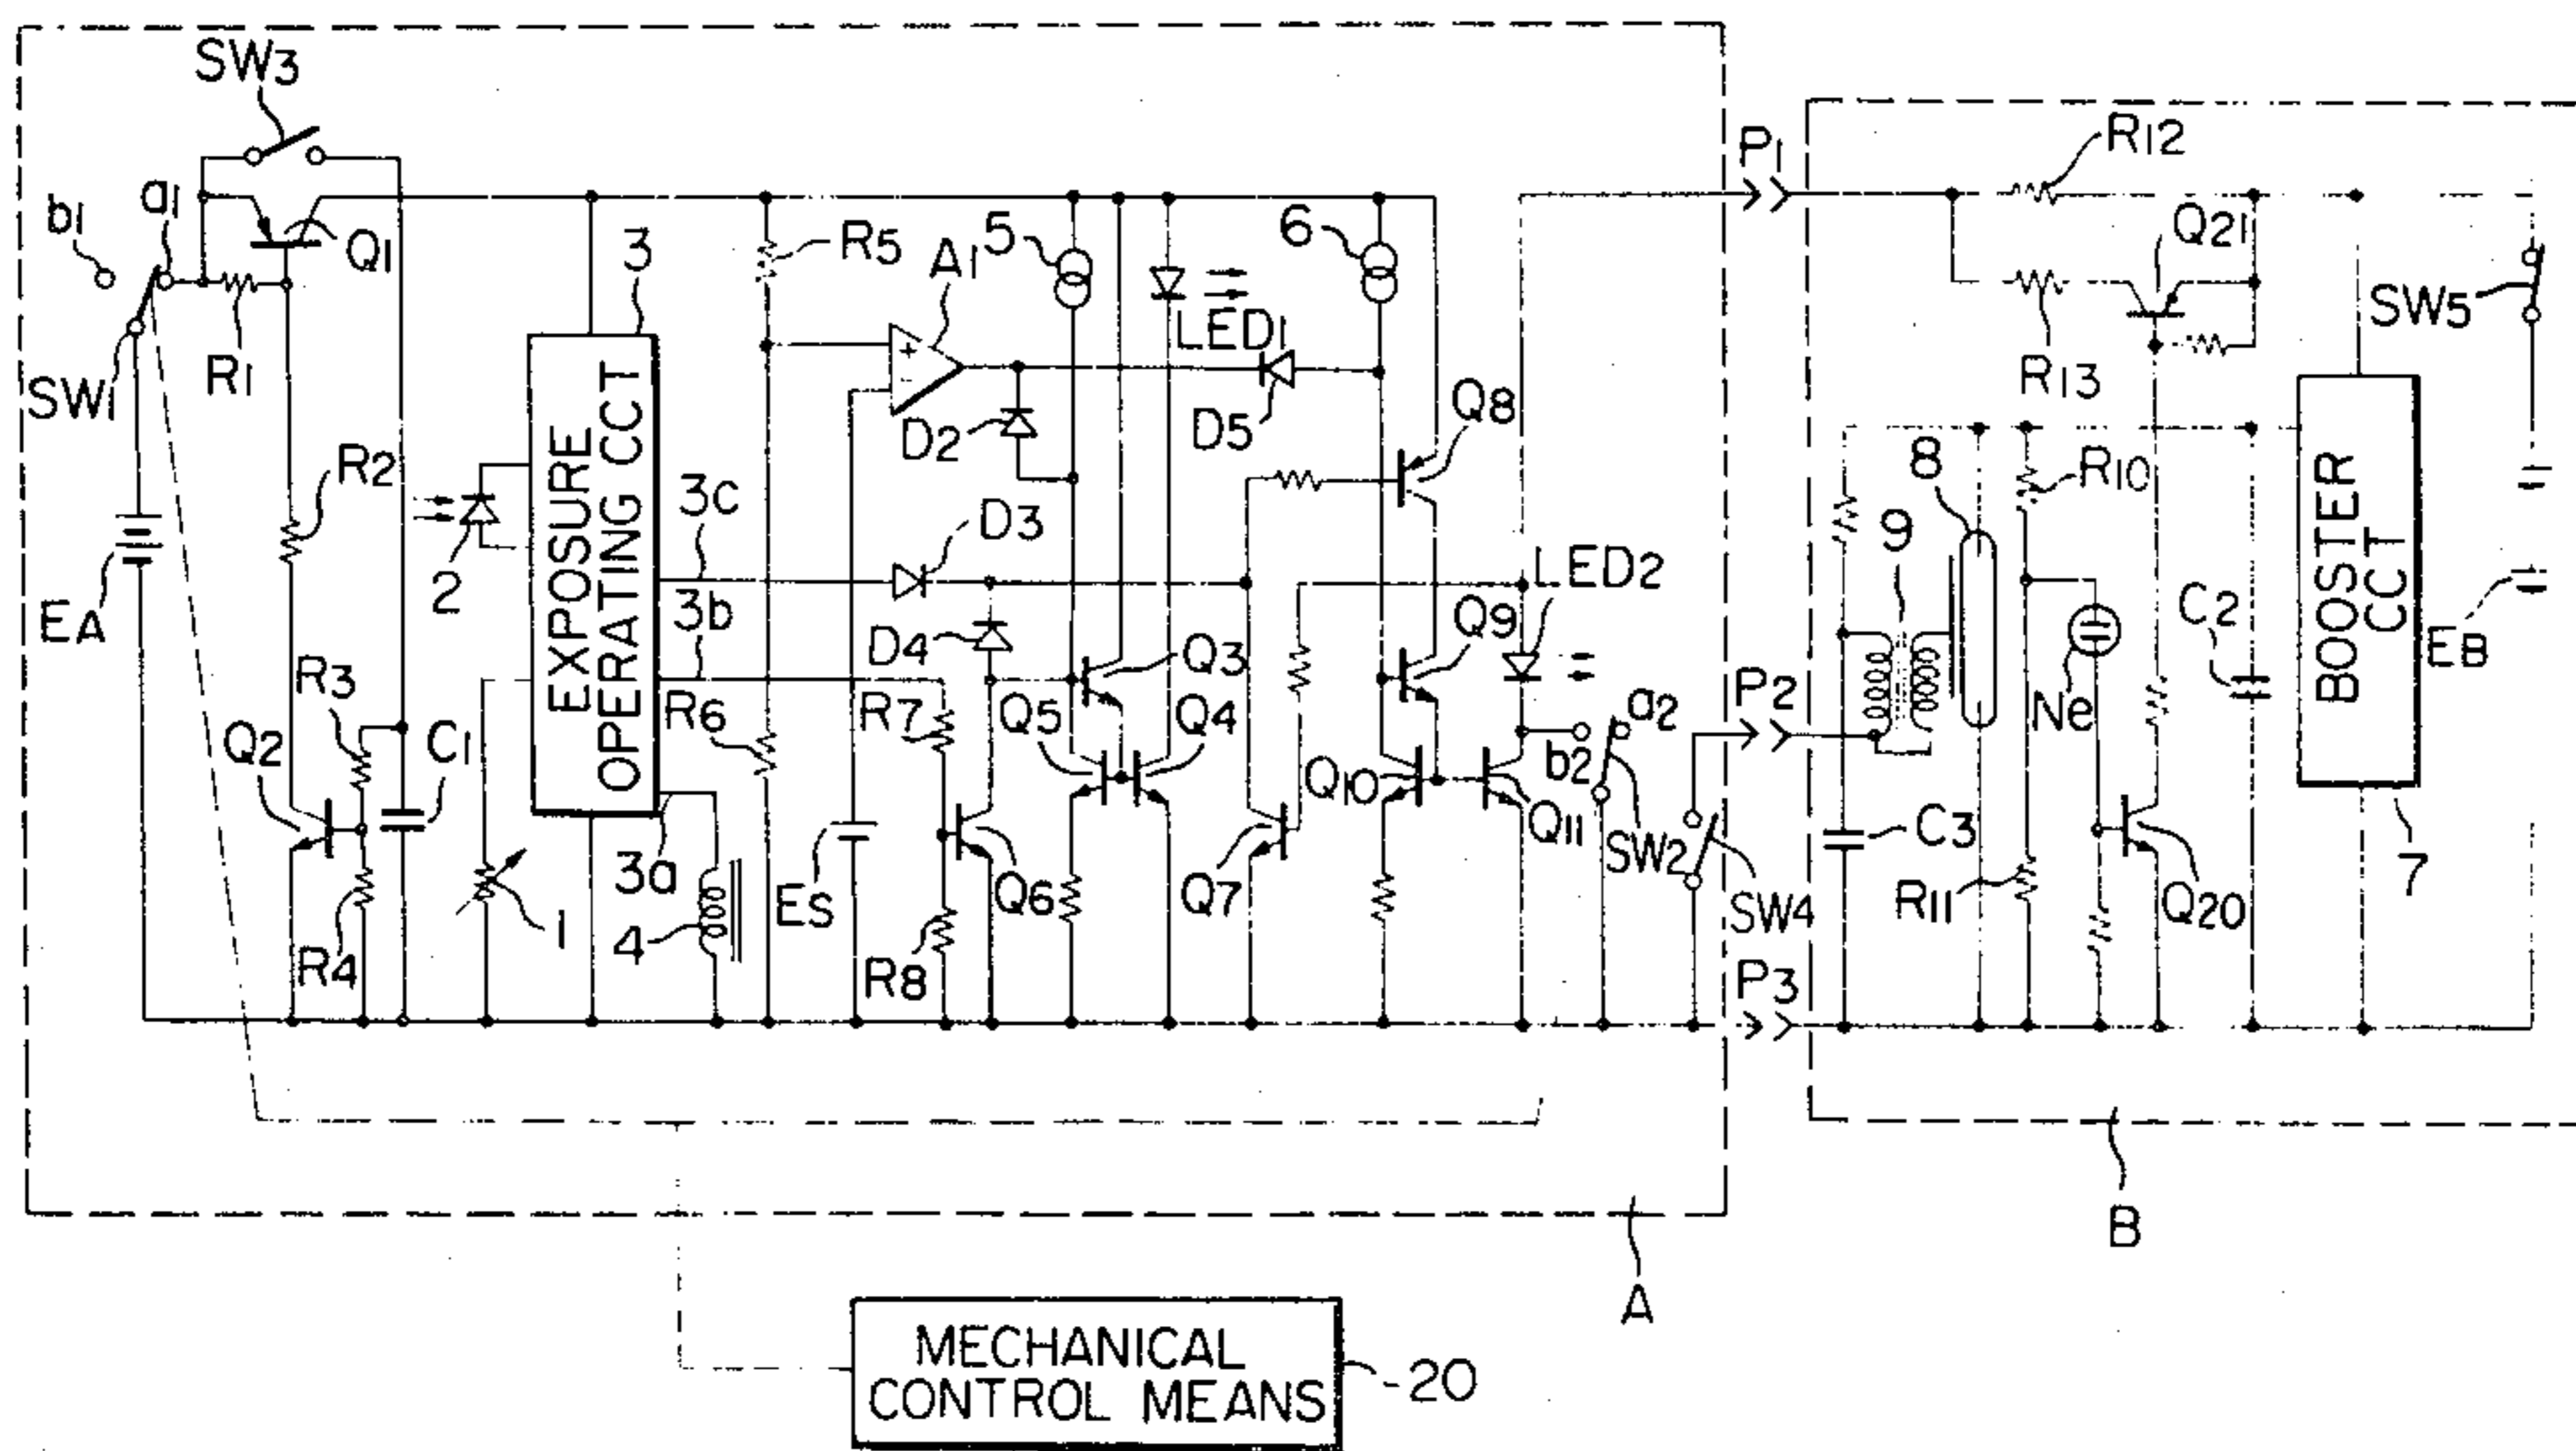 SW3
P1
R12
b1
a1
Q1
3
R5
A1
5
6
Q21
SW5
LED1
R13
SW1
R1
D2
D5
Q8
EXPOSURE
OPERATING CCT
R2
8
R10
BOOSTER
CCT
3c
D3
9
2
LED2
C2
EA
3b
D4
Q9
EB
R3
Q3
P2
Ne
R6
R7
Q5
Q4
a2
Q2
C1
b2
Q10
Q11
SW2
C3
3a
ES
Q6
Q7
R11
7
1
SW4
Q20
4
R4
R8
P3
B
A
MECHANICAL
CONTROL MEANS
20